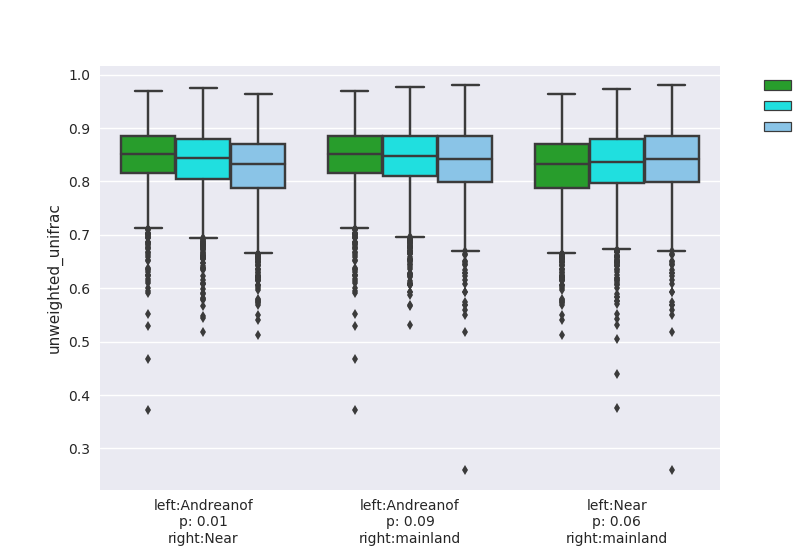 1.0
0.9
0.8
0.7
0.6
0.5
0.4
0.3
unweighted_unifrac
left:Andreanof
p: 0.01
right:Near
left:Andreanof
p: 0.09
right:mainland
left:Near
p: 0.06
right:mainland